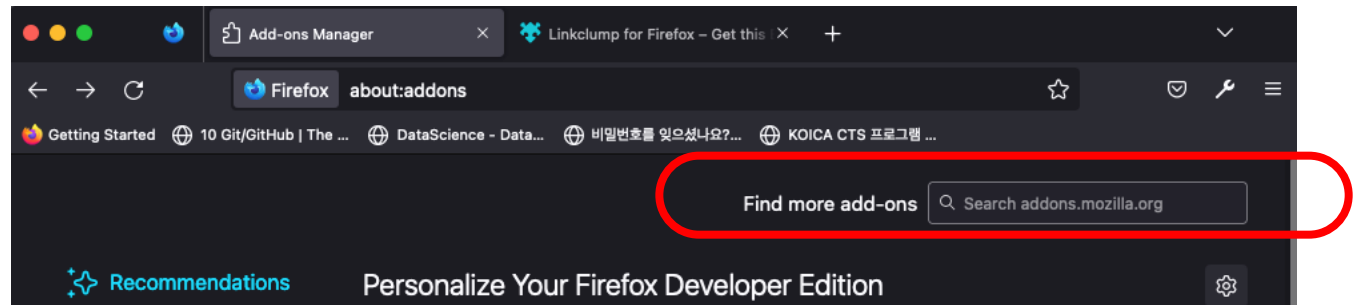 Add-ons Manager Linkclump for Firefox – Get this
Firefox about:addons
Getting Started 10 Git/GitHub | The ... DataScience - Data... 비밀번호를 잊으셨나요?... KOICA CTS 프로그램 ...
Find more add-ons Search addons.mozilla.org
Recommendations Personalize Your Firefox Developer Edition